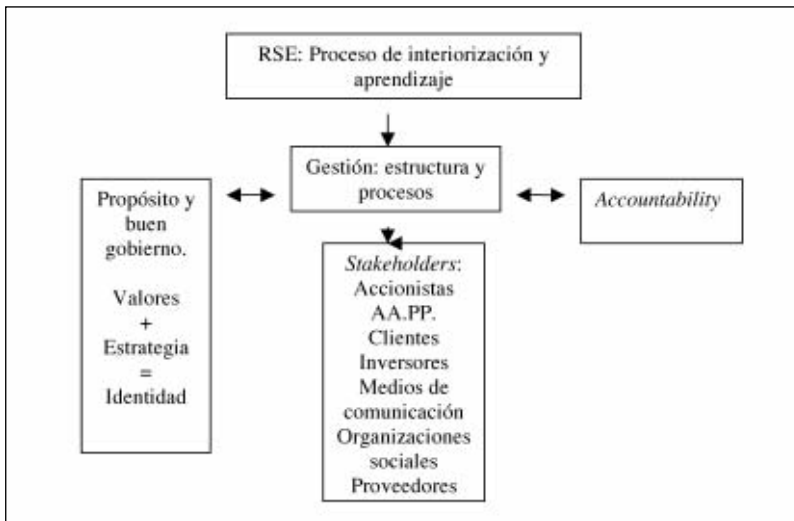 RSE: Proceso de interiorización y
aprendizaje
Gestión: estructura y
procesos
Propósito y
buen
gobierno.
Valores
+
Estrategia
=
Identidad
Accountability
Stakeholders:
Accionistas
AA.PP.
Clientes
Inversores
Medios de
comunicación
Organizaciones
sociales
Proveedores